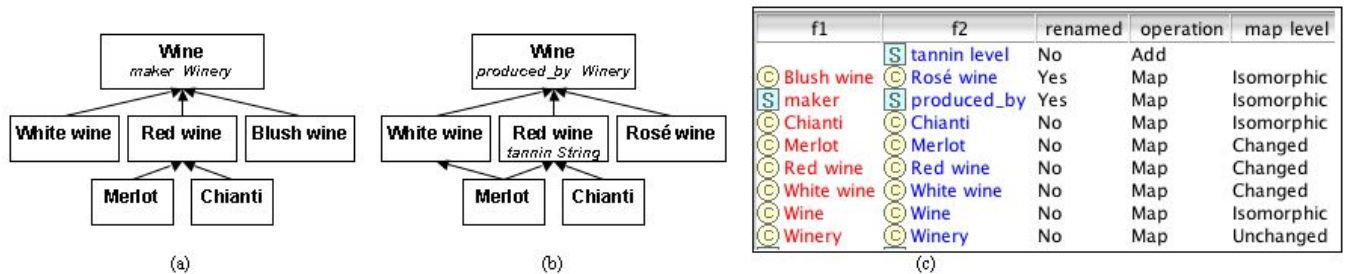 Wine
maker Winery
White wine
Red wine
Blush wine
Merlot
Chianti
(a)
Wine
produced_by Winery
White wine
Red wine
tannin String
Rosé wine
Merlot
Chianti
(b)
f1 f2 renamed operation map level
S tannin level No Add
C Blush wine C Rosé wine Yes Map Isomorphic
S maker S produced_by Yes Map Isomorphic
C Chianti C Chianti No Map Isomorphic
C Merlot C Merlot No Map Changed
C Red wine C Red wine No Map Changed
C White wine C White wine No Map Changed
C Wine C Wine No Map Isomorphic
C Winery C Winery No Map Unchanged
(c)